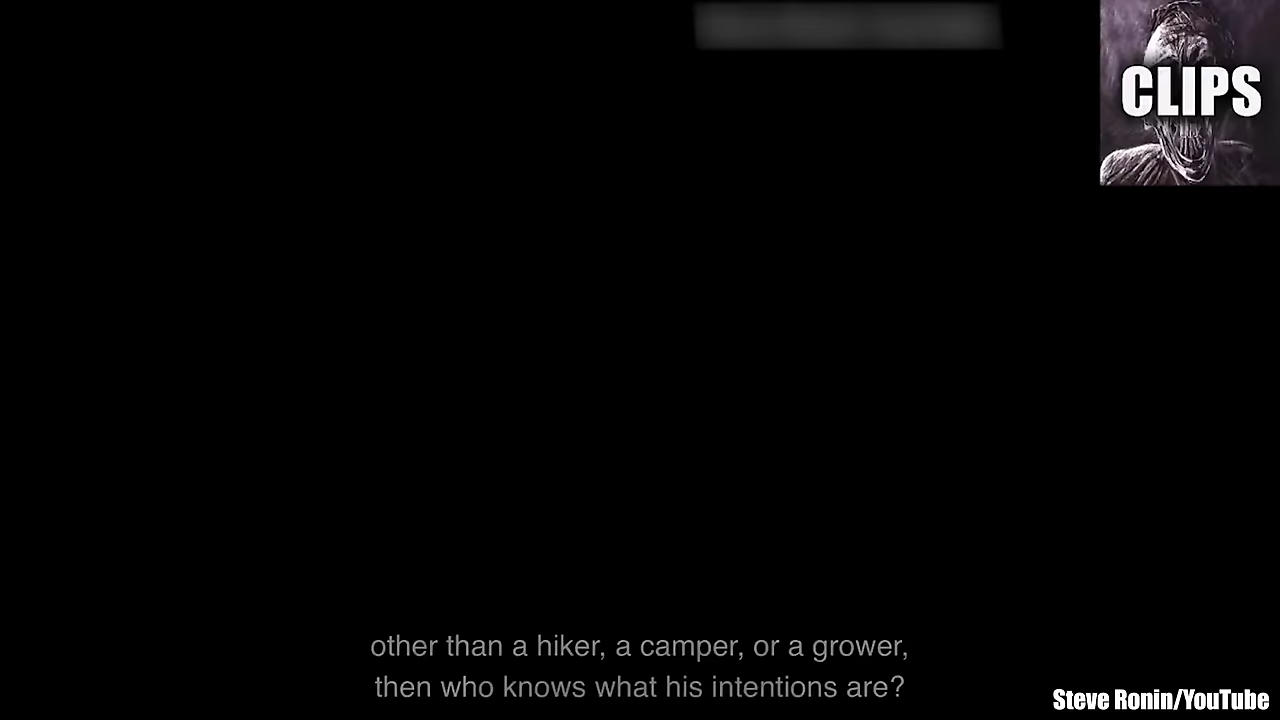 CLIPS
other than a hiker, a camper, or a grower,
then who knows what his intentions are?
Steve Ronin/YouTube